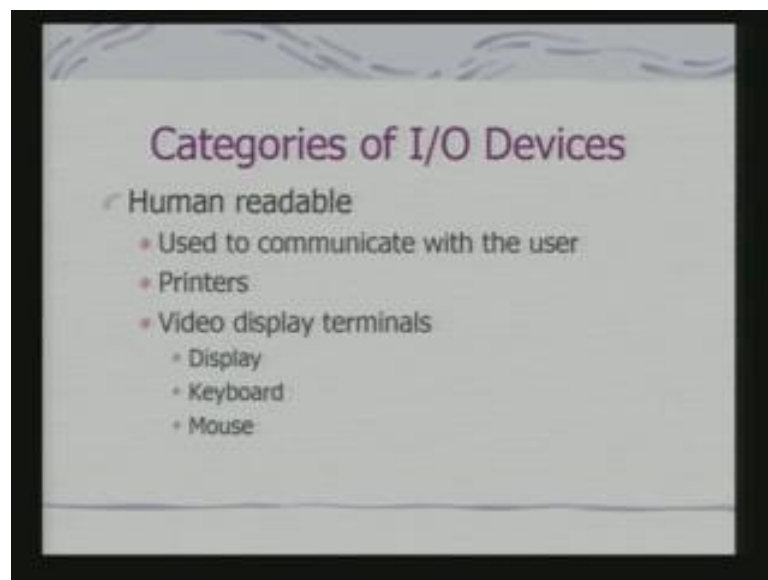 Categories of I/O Devices
Human readable
Used to communicate with the user
Printers
Video display terminals
Display
Keyboard
Mouse